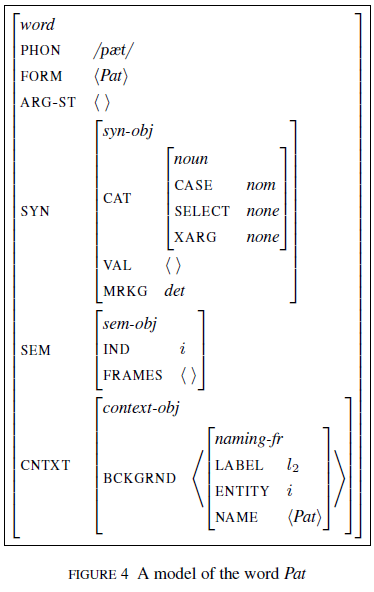 word
PHON /pæt/
FORM ⟨Pat⟩
ARG-ST ⟨ ⟩
syn-obj
noun
CASE nom
CAT
SELECT none
SYN
XARG none
VAL ⟨ ⟩
MRKG det
sem-obj
SEM IND i
FRAMES ⟨ ⟩
context-obj
naming-fr
CNTXT LABEL l₂
BCKGRND ENTITY i
NAME ⟨Pat⟩
FIGURE 4 A model of the word Pat